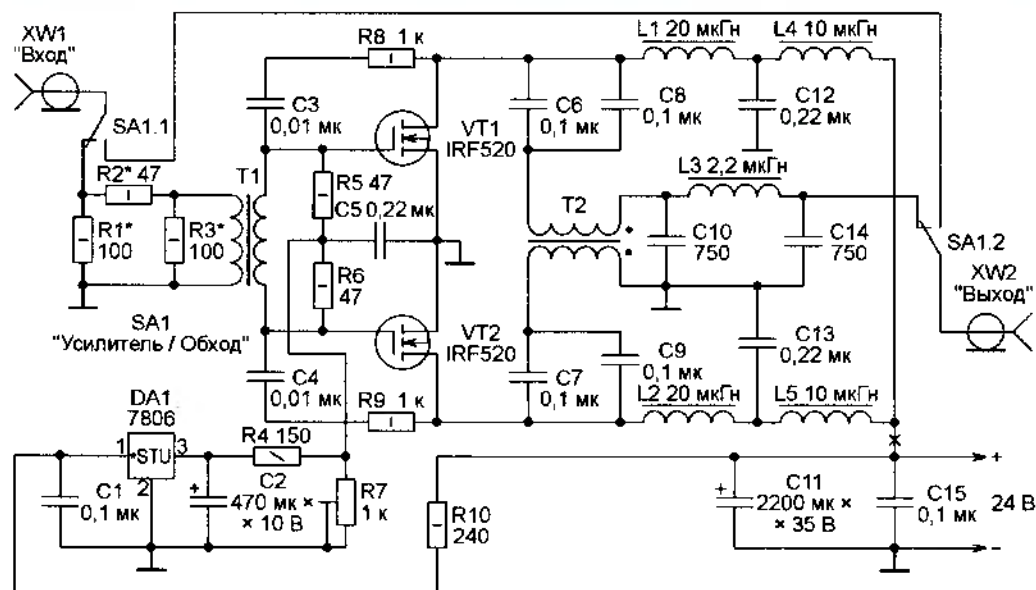 XW1
"Вход"
SA1.1
R2* 47
R1*
100
R3*
100
T1
SA1
"Усилитель / Обход"
R8 1 к
C3
0,01 мк
VT1
IRF520
R5 47
C5 0,22 мк
R6
47
VT2
IRF520
C4
0,01 мк
R9 1 к
L1 20 мкГн
L4 10 мкГн
C6
0,1 мк
C8
0,1 мк
C12
0,22 мк
L3 2,2 мкГн
T2
C10
750
C14
750
SA1.2
XW2
"Выход"
C7
0,1 мк
C9
0,1 мк
C13
0,22 мк
L2 20 мкГн
L5 10 мкГн
DA1
7806
1
STU
3
2
R4 150
C1
0,1 мк
+
C2
470 мк ×
× 10 В
R7
1 к
R10
240
+
C11
2200 мк ×
× 35 В
C15
0,1 мк
+
24 В
−